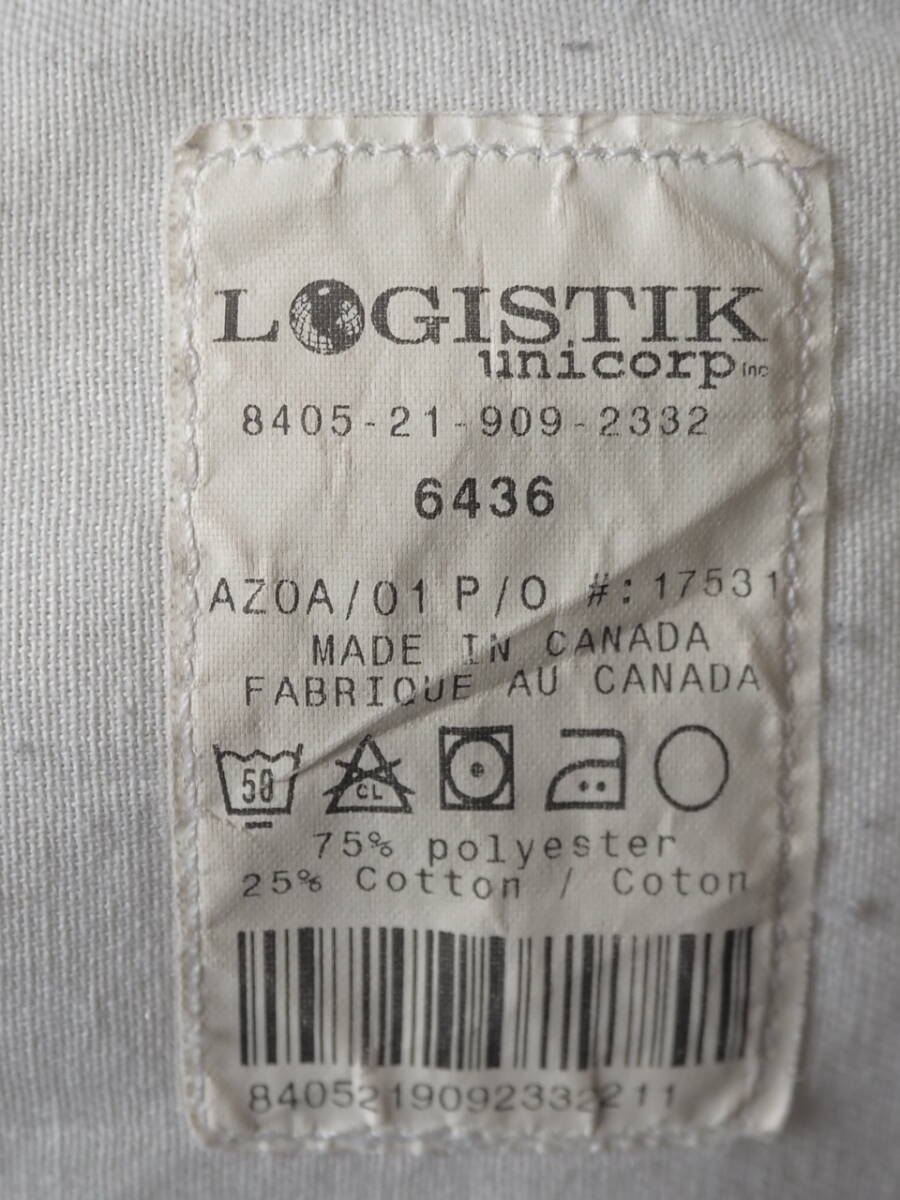 LOGISTIK
unicorp inc
8405-21-909-2332
6436
AZOA/01 P/O #: 17531
MADE IN CANADA
FABRIQUE AU CANADA
50 CL
75% polyester
25% Cotton / Coton
8405219092332211